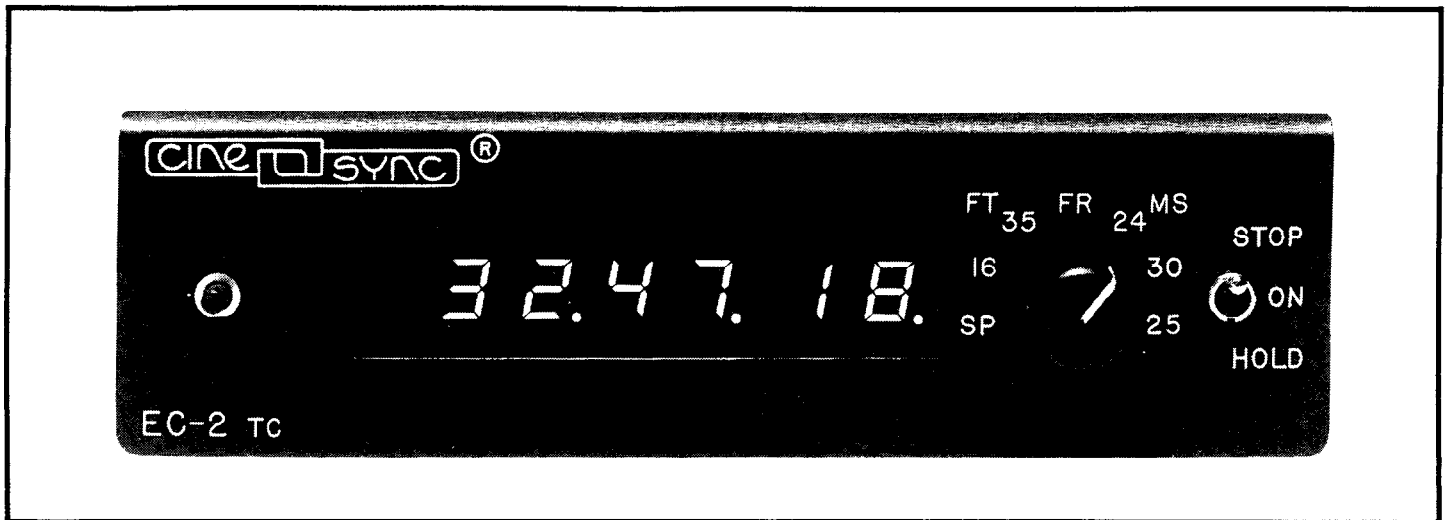 cine sync ®
FT 35 FR 24 MS
STOP
16 30
32.47.18.
ON
SP 25
HOLD
EC-2 TC